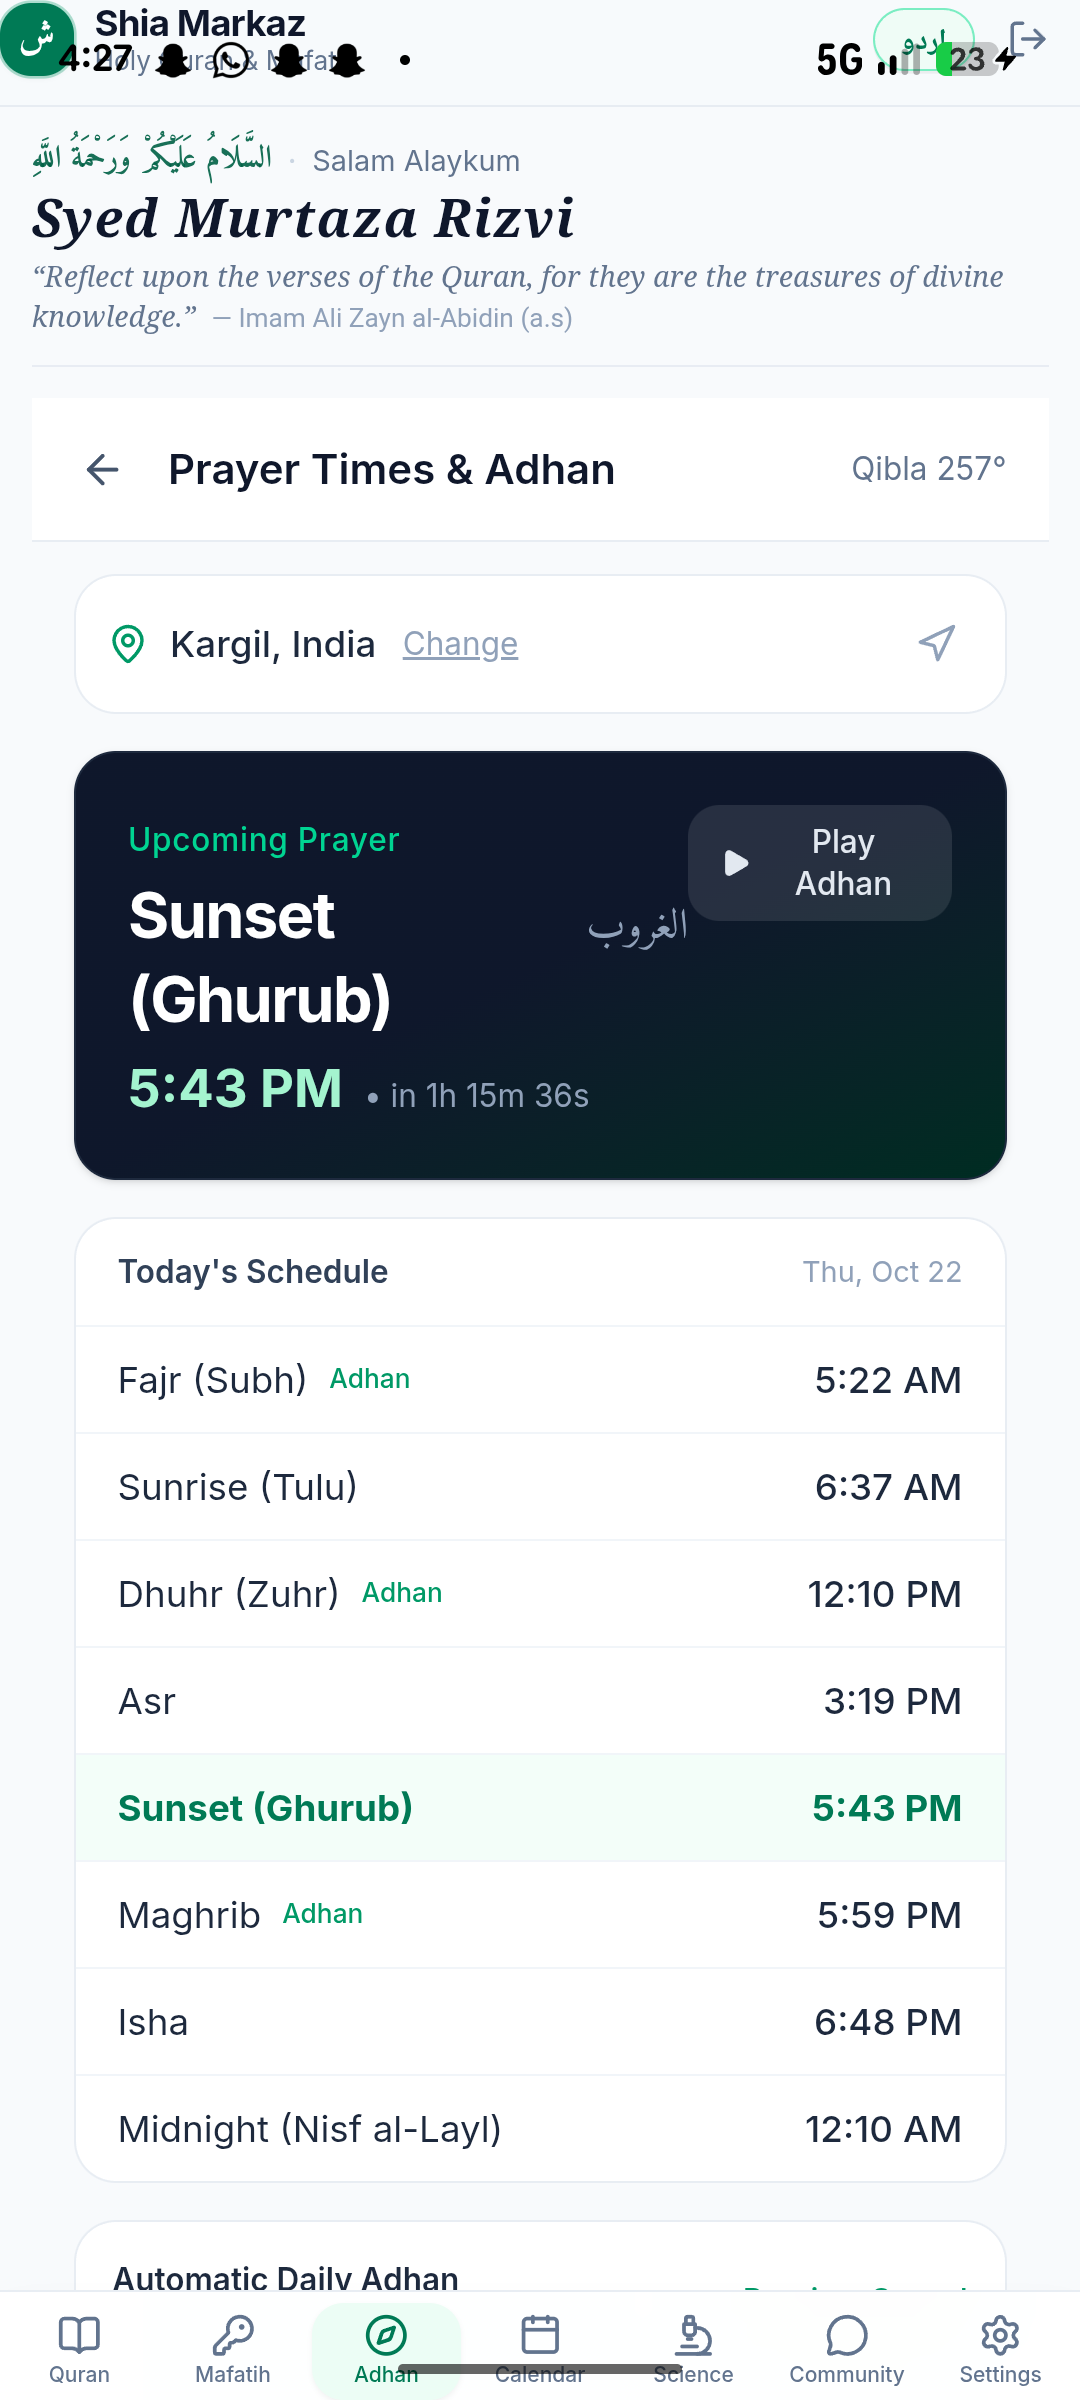 Shia Markaz
ش
4:27
Holy Quran & Mafat
اردو
5G
23
السَّلَامُ عَلَيْكُمْ وَرَحْمَةُ اللَّهِ · Salam Alaykum
Syed Murtaza Rizvi
“Reflect upon the verses of the Quran, for they are the treasures of divine
knowledge.” — Imam Ali Zayn al-Abidin (a.s)
Prayer Times & Adhan
Qibla 257°
Kargil, India Change
Upcoming Prayer
Play
Adhan
Sunset
(Ghurub)
الغروب
5:43 PM • in 1h 15m 36s
Today's Schedule Thu, Oct 22
Fajr (Subh) Adhan 5:22 AM
Sunrise (Tulu) 6:37 AM
Dhuhr (Zuhr) Adhan 12:10 PM
Asr 3:19 PM
Sunset (Ghurub) 5:43 PM
Maghrib Adhan 5:59 PM
Isha 6:48 PM
Midnight (Nisf al-Layl) 12:10 AM
Automatic Daily Adhan
Quran Mafatih Adhan Calendar Science Community Settings